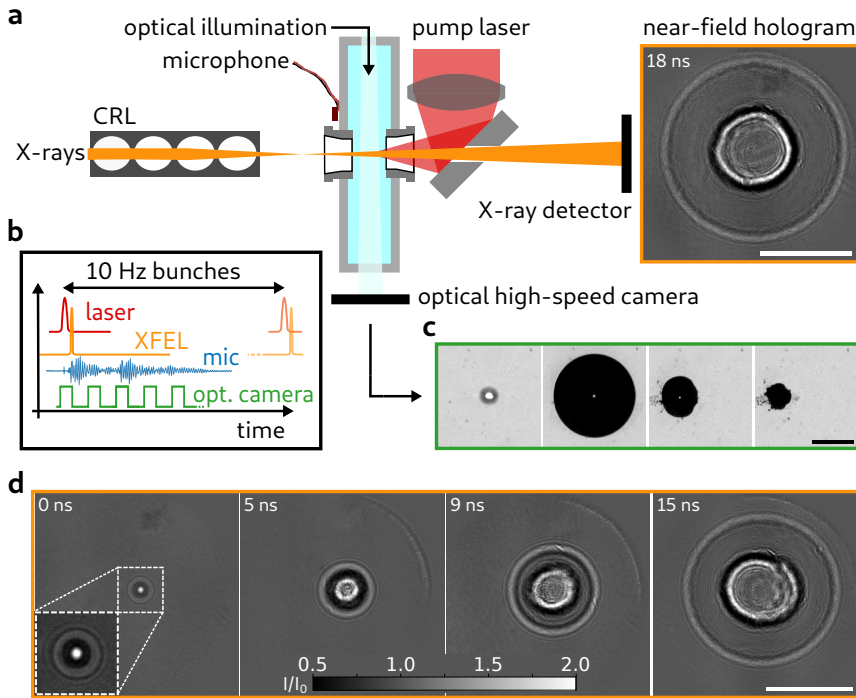 a
optical illumination
microphone
pump laser
near-field hologram
18 ns
CRL
X-rays
X-ray detector
b
10 Hz bunches
laser
XFEL
mic
opt. camera
time
optical high-speed camera
c
d
0 ns
5 ns
9 ns
15 ns
I/I₀
0.5
1.0
1.5
2.0